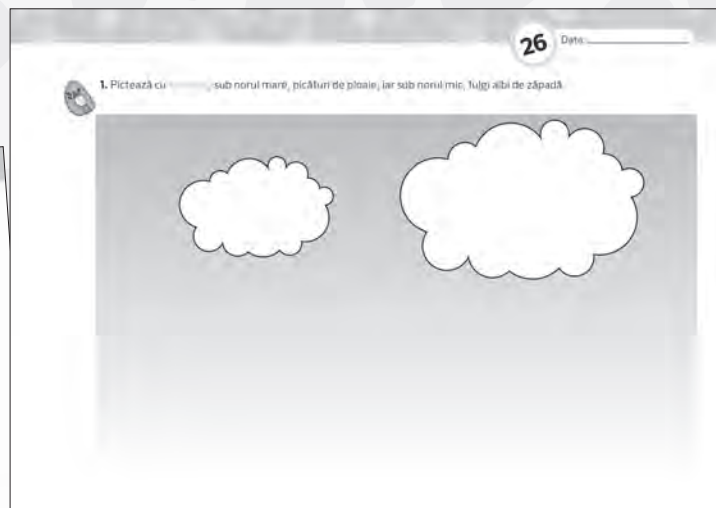 26
Data:
1. Pictează cu , sub norul mare, picături de ploaie, iar sub norul mic, fulgi albi de zăpadă.